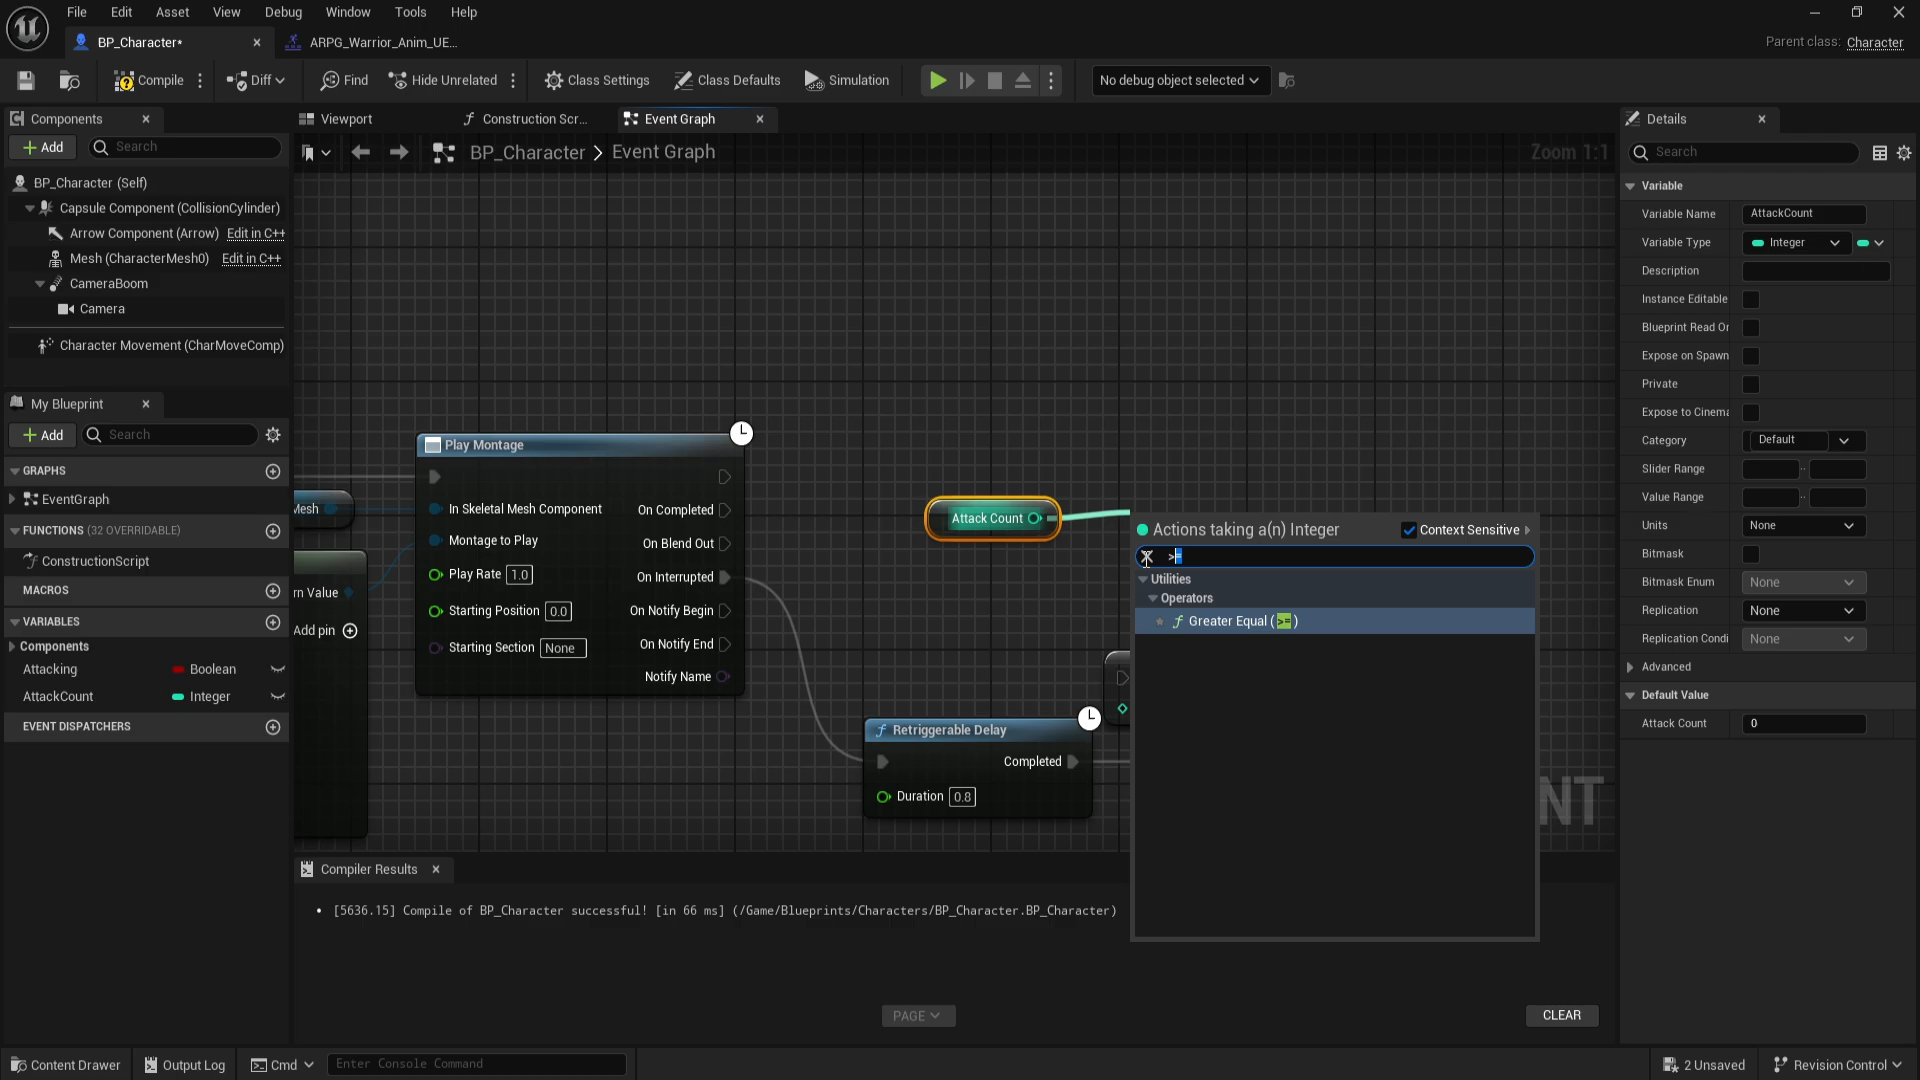 File Edit Asset View Debug Window Tools Help
BP_Character* ARPG_Warrior_Anim_UE...
Parent class: Character
Compile Diff Find Hide Unrelated Class Settings Class Defaults Simulation No debug object selected
Components
Add Search
BP_Character (Self)
Capsule Component (CollisionCylinder)
Arrow Component (Arrow) Edit in C++
Mesh (CharacterMesh0) Edit in C++
CameraBoom
Camera
Character Movement (CharMoveComp)
My Blueprint
Add Search
GRAPHS
EventGraph
FUNCTIONS (32 OVERRIDABLE)
ConstructionScript
MACROS
VARIABLES
Components
Attacking Boolean
AttackCount Integer
EVENT DISPATCHERS
Viewport Construction Scr... Event Graph
BP_Character > Event Graph
Zoom 1:1
Mesh
rn Value
Add pin
Play Montage
In Skeletal Mesh Component On Completed
Montage to Play On Blend Out
Play Rate 1.0 On Interrupted
Starting Position 0.0 On Notify Begin
Starting Section None On Notify End
Notify Name
Attack Count
Retriggerable Delay
Completed
Duration 0.8
Actions taking a(n) Integer Context Sensitive
>=
Utilities
Operators
Greater Equal (>=)
NT
Compiler Results
[5636.15] Compile of BP_Character successful! [in 66 ms] (/Game/Blueprints/Characters/BP_Character.BP_Character)
PAGE CLEAR
Details
Search
Variable
Variable Name AttackCount
Variable Type Integer
Description
Instance Editable
Blueprint Read Or
Expose on Spawn
Private
Expose to Cinema
Category Default
Slider Range
Value Range
Units None
Bitmask
Bitmask Enum None
Replication None
Replication Condi None
Advanced
Default Value
Attack Count 0
Content Drawer Output Log Cmd Enter Console Command 2 Unsaved Revision Control